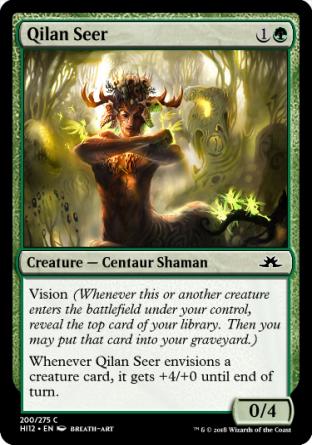 Qilan Seer 1
Creature — Centaur Shaman
Vision (Whenever this or another creature
enters the battlefield under your control,
reveal the top card of your library. Then you
may put that card into your graveyard.)
Whenever Qilan Seer envisions a
creature card, it gets +4/+0 until end of
turn.
0/4
200/275 C
HI12 • EN BREATH-ART
™ & © 2018 Wizards of the Coast